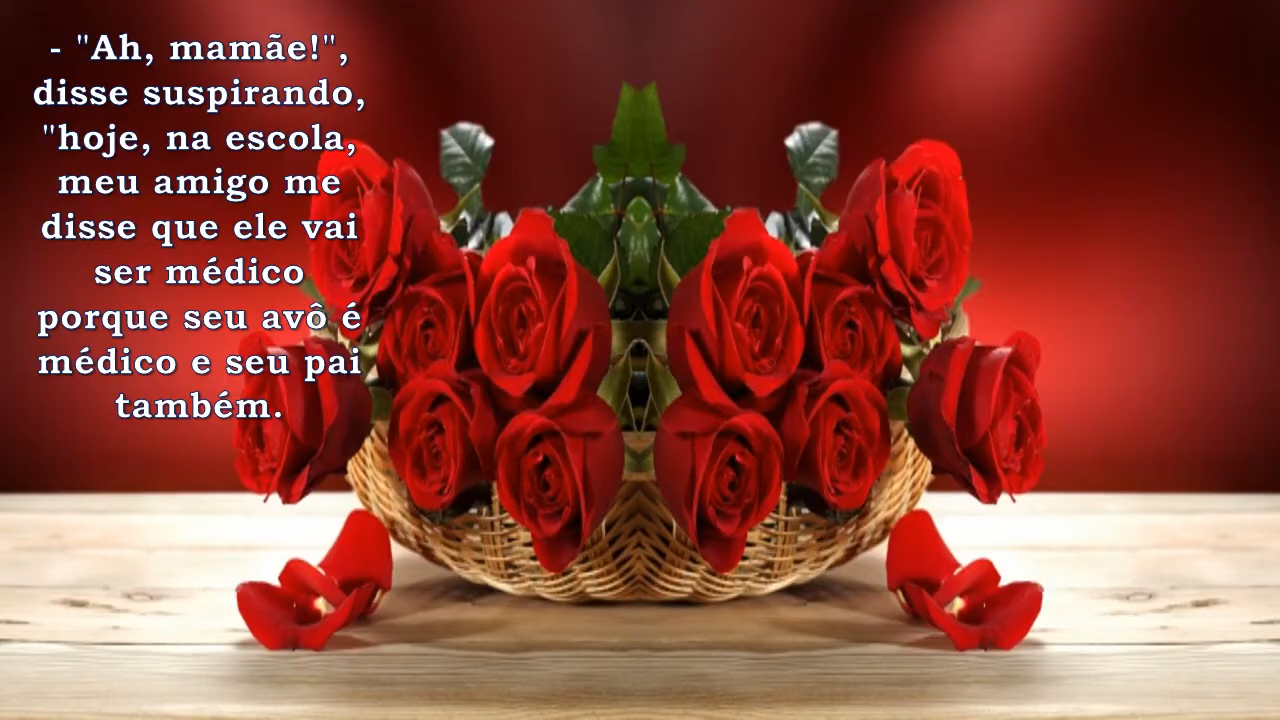 - "Ah, mamãe!",
disse suspirando,
"hoje, na escola,
meu amigo me
disse que ele vai
ser médico
porque seu avô é
médico e seu pai
também.